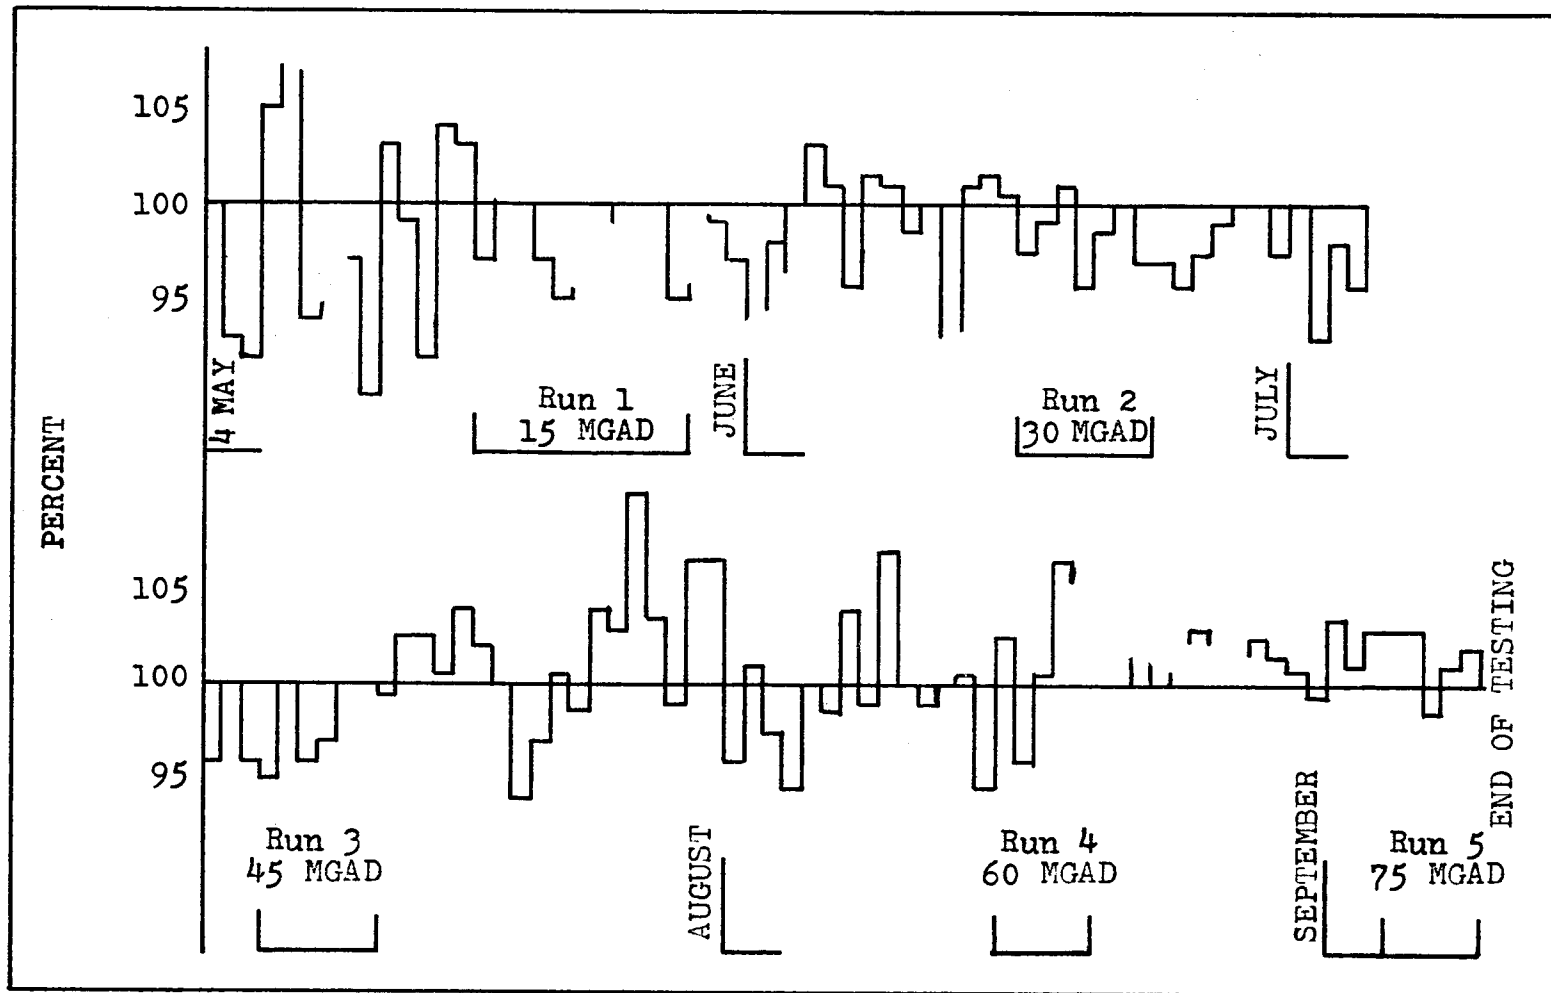 PERCENT
105
100
95
4 MAY
Run 1
15 MGAD
JUNE
Run 2
30 MGAD
JULY
105
100
95
Run 3
45 MGAD
AUGUST
Run 4
60 MGAD
SEPTEMBER
Run 5
75 MGAD
END OF TESTING